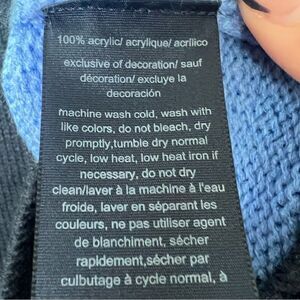 100% acrylic/ acrylique/ acrílico
exclusive of decoration/ sauf
décoration/ excluye la
decoración
machine wash cold, wash with
like colors, do not bleach, dry
promptly,tumble dry normal
cycle, low heat, low heat iron if
necessary, do not dry
clean/laver à la machine à l'eau
froide, laver en séparant les
couleurs, ne pas utiliser agent
de blanchiment, sécher
rapidement,sécher par
culbutage à cycle normal, à